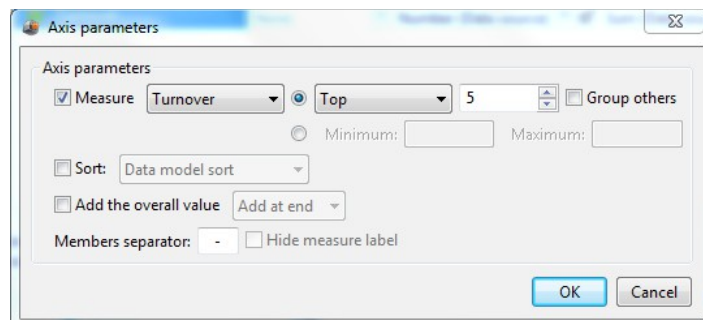 Axis parameters
Axis parameters
Measure Turnover Top 5 Group others
Minimum: Maximum:
Sort: Data model sort
Add the overall value Add at end
Members separator: - Hide measure label
OK Cancel